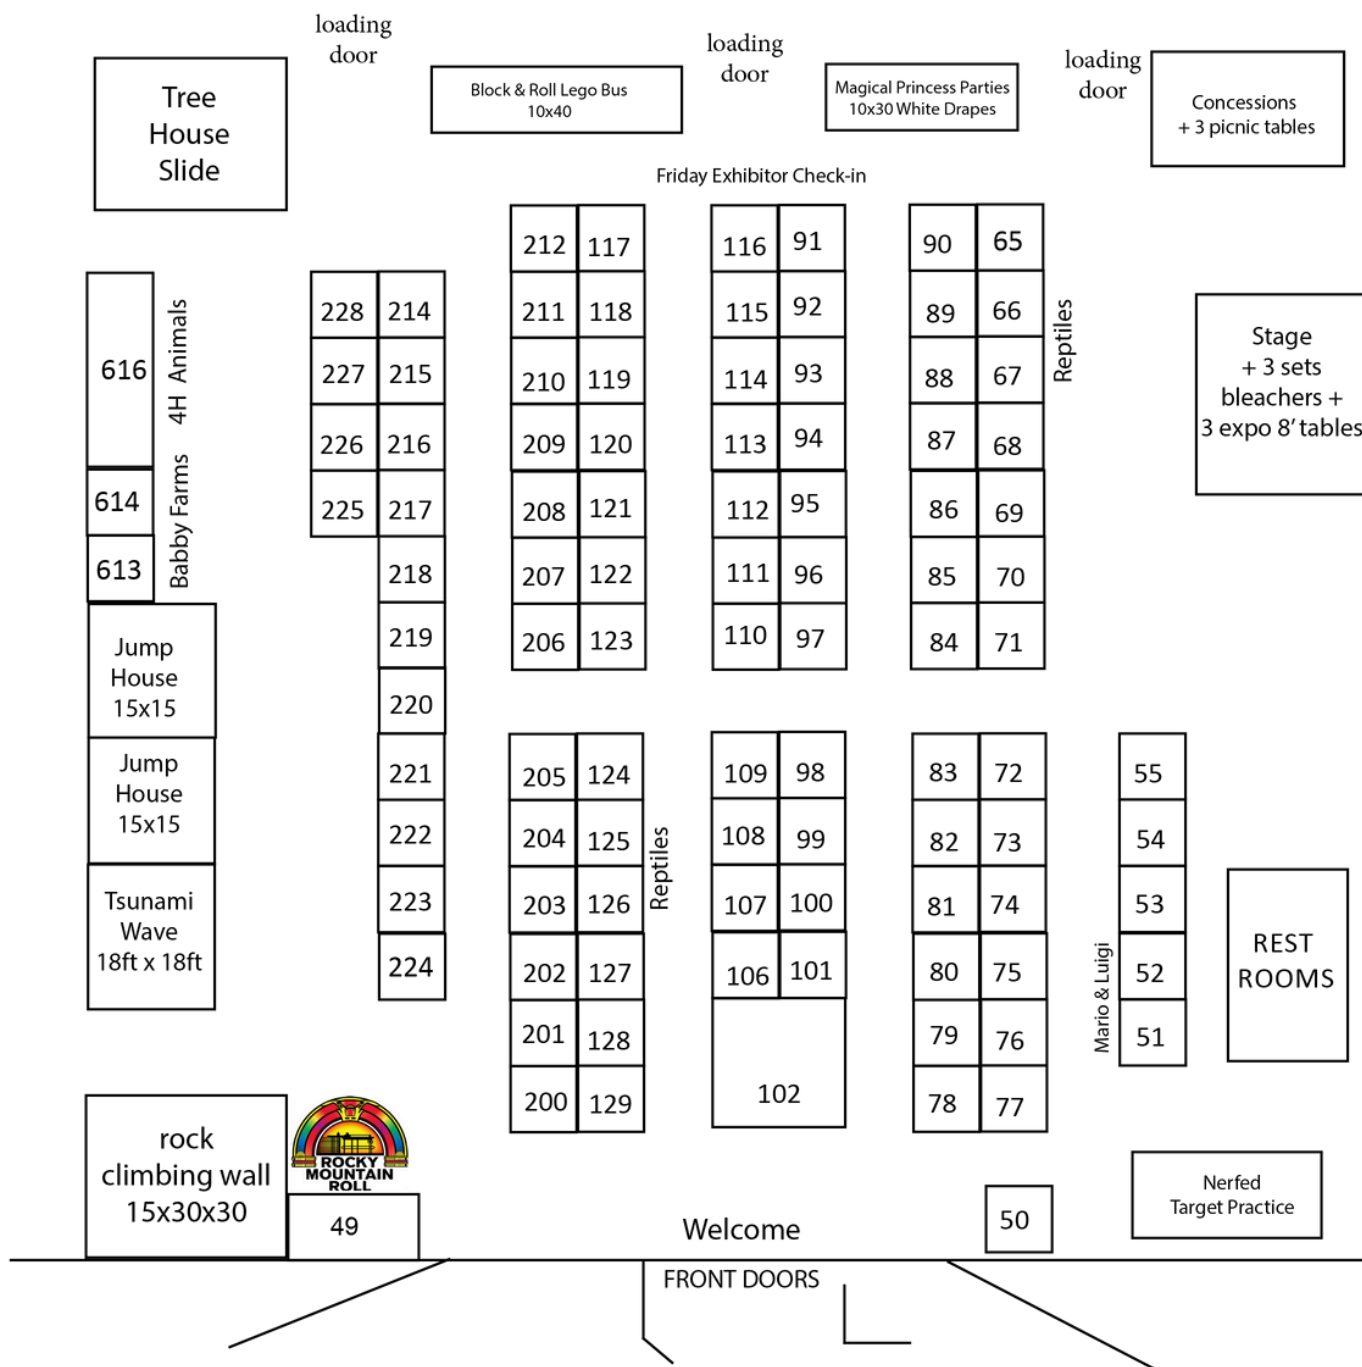 loading
door
loading
door
loading
door
Tree
House
Slide
Block & Roll Lego Bus
10x40
Magical Princess Parties
10x30 White Drapes
Concessions
+ 3 picnic tables
Friday Exhibitor Check-in
212 117 116 91 90 65
228 214 211 118 115 92 89 66
227 215 210 119 114 93 88 67
226 216 209 120 113 94 87 68
225 217 208 121 112 95 86 69
218 207 122 111 96 85 70
219 206 123 110 97 84 71
220
221 205 124 109 98 83 72 55
222 204 125 108 99 82 73 54
223 203 126 107 100 81 74 53
224 202 127 106 101 80 75 52
201 128 79 76 51
200 129 102 78 77
616
614
613
4H Animals
Babby Farms
Reptiles
Stage
+ 3 sets
bleachers +
3 expo 8' tables
Jump
House
15x15
Jump
House
15x15
Tsunami
Wave
18ft x 18ft
Reptiles
Mario & Luigi
REST
ROOMS
rock
climbing wall
15x30x30
ROCKY
MOUNTAIN
ROLL
49
Welcome
50
Nerfed
Target Practice
FRONT DOORS